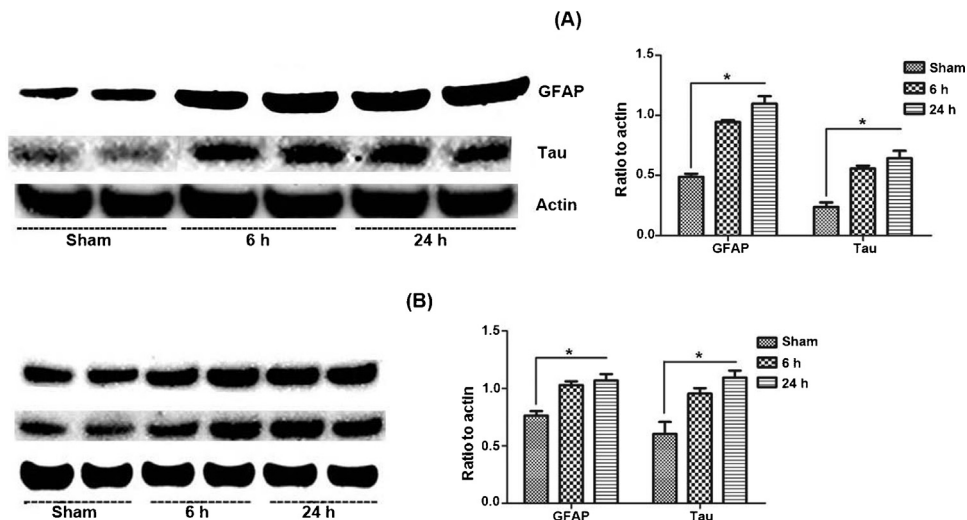 (A)
GFAP
Tau
Actin
Sham 6 h 24 h
Ratio to actin
1.5
1.0
0.5
0.0
*
*
Sham
6 h
24 h
GFAP Tau
(B)
Sham 6 h 24 h
Ratio to actin
1.5
1.0
0.5
0.0
*
*
Sham
6 h
24 h
GFAP Tau